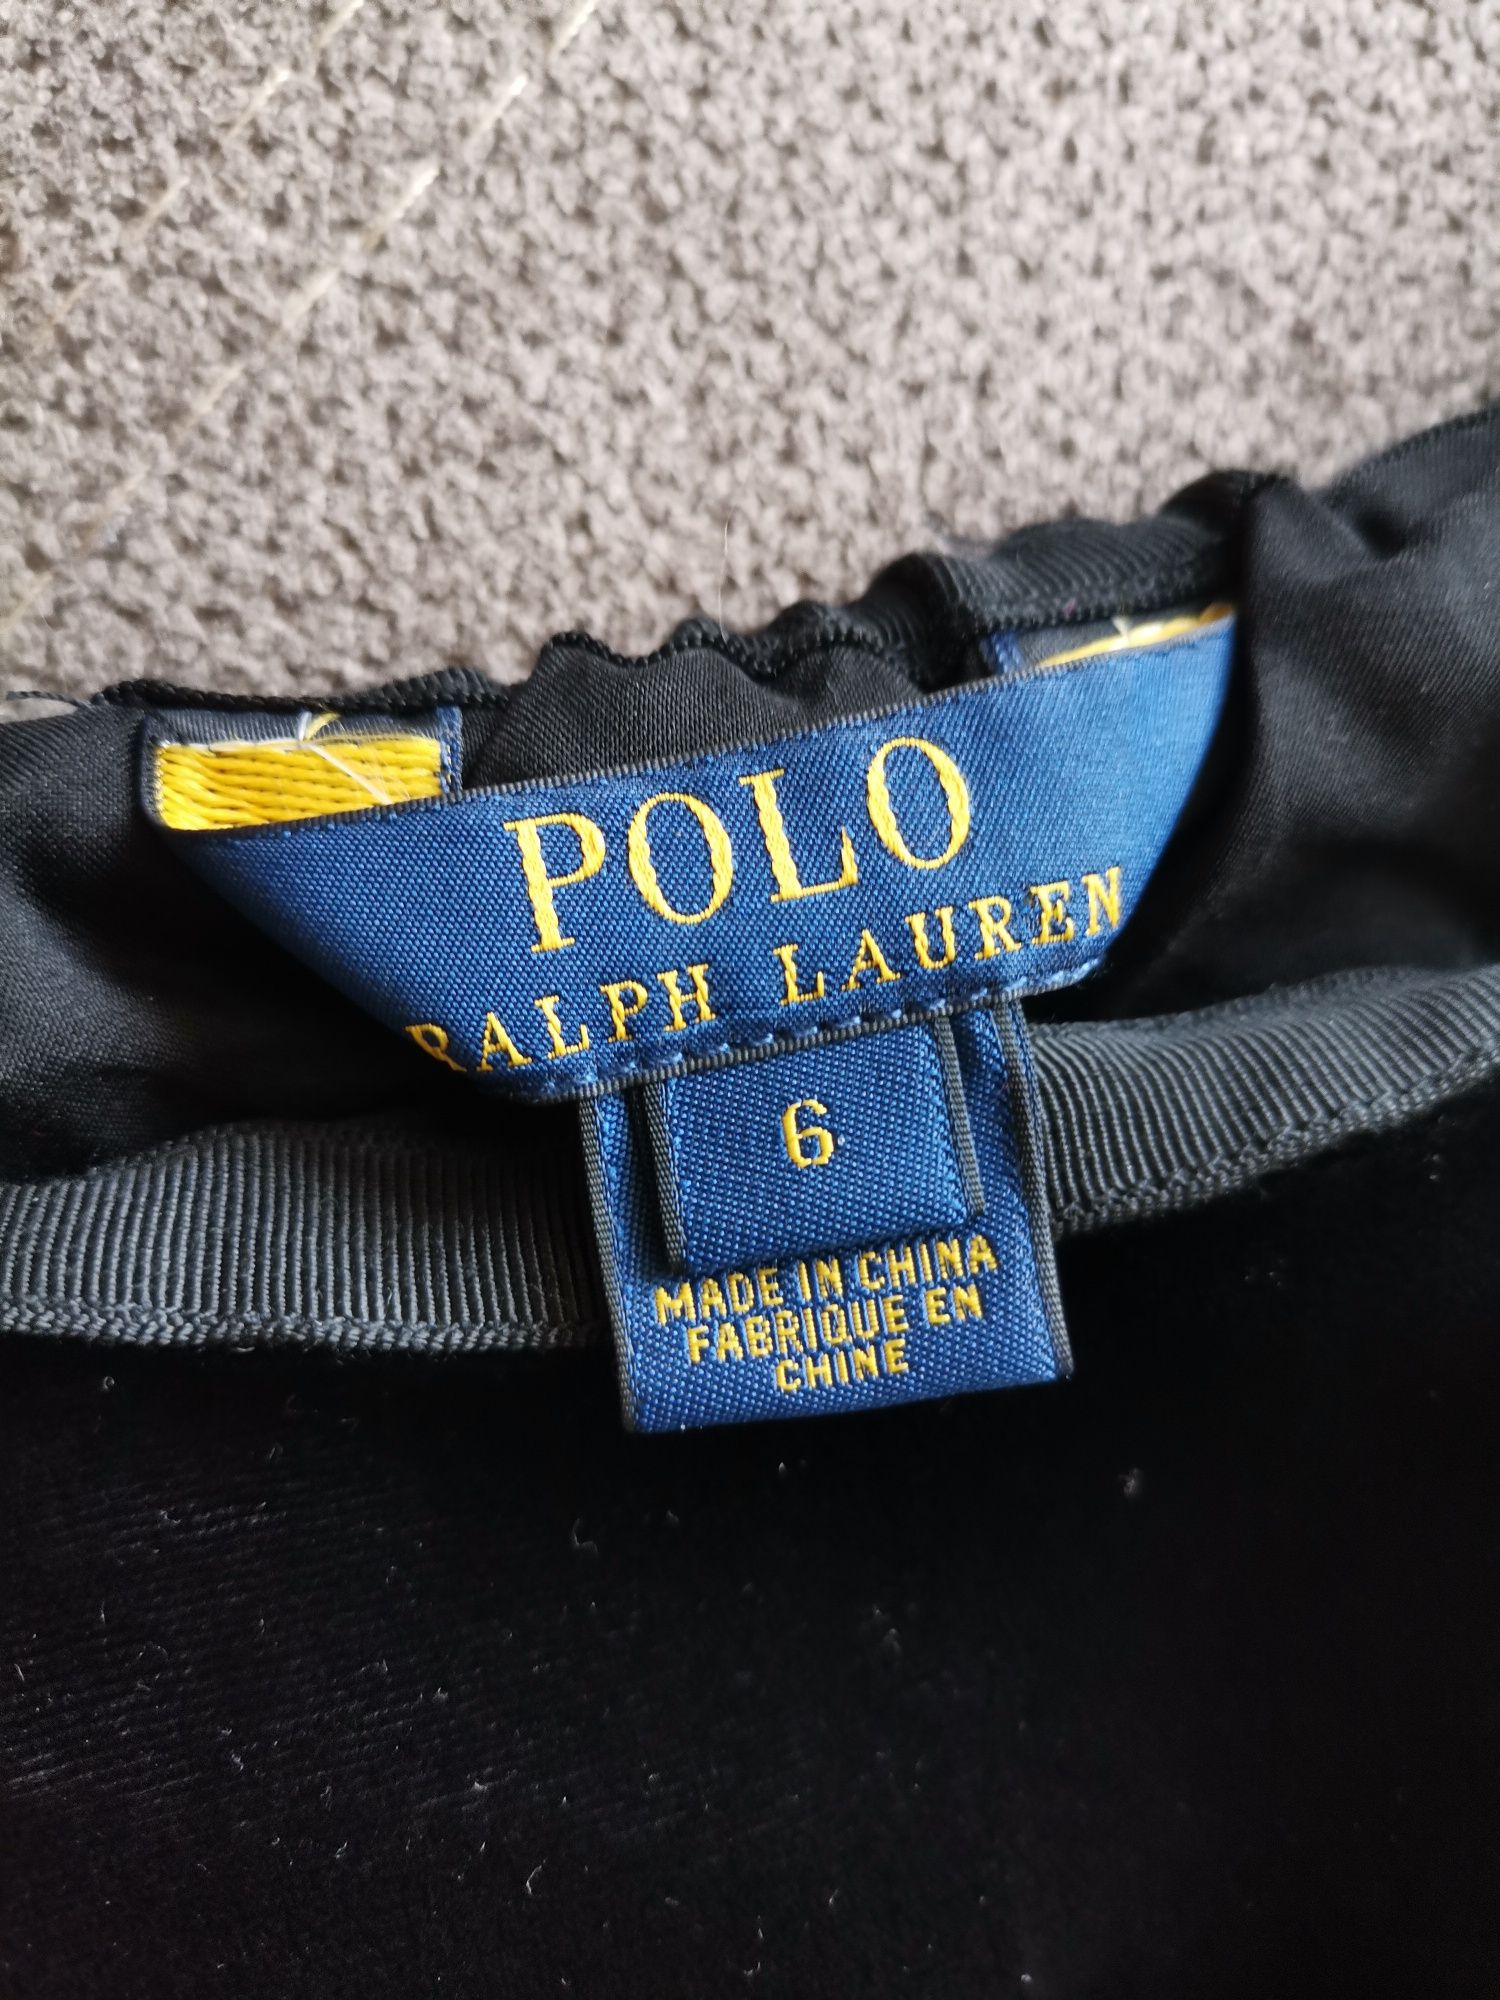 POLO
RALPH LAUREN
6
MADE IN CHINA
FABRIQUE EN
CHINE